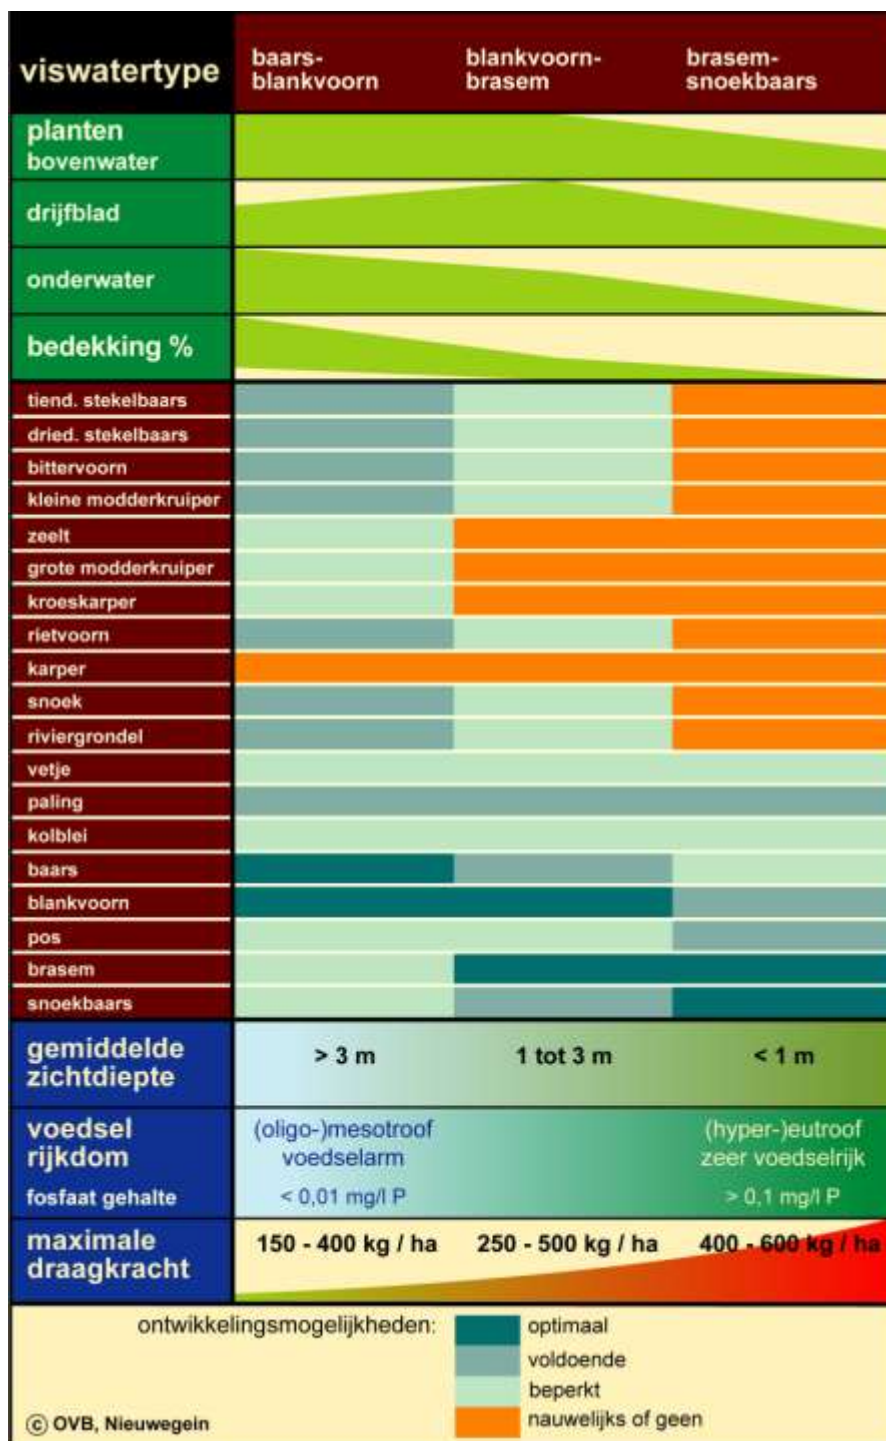 viswatertype
baars-
blankvoorn
blankvoorn-
brasem
brasem-
snoekbaars
planten
bovenwater
drijfblad
onderwater
bedekking %
tiend. stekelbaars
dried. stekelbaars
bittervoorn
kleine modderkruiper
zeelt
grote modderkruiper
kroeskarper
rietvoorn
karper
snoek
riviergrondel
vetje
paling
kolblei
baars
blankvoorn
pos
brasem
snoekbaars
gemiddelde
zichtdiepte
> 3 m
1 tot 3 m
< 1 m
voedsel
rijkdom
fosfaat gehalte
(oligo-)mesotroof
voedselarm
< 0,01 mg/l P
(hyper-)eutroof
zeer voedselrijk
> 0,1 mg/l P
maximale
draagkracht
150 - 400 kg / ha
250 - 500 kg / ha
400 - 600 kg / ha
ontwikkelingsmogelijkheden:
optimaal
voldoende
beperkt
nauwelijks of geen
© OVB, Nieuwegein